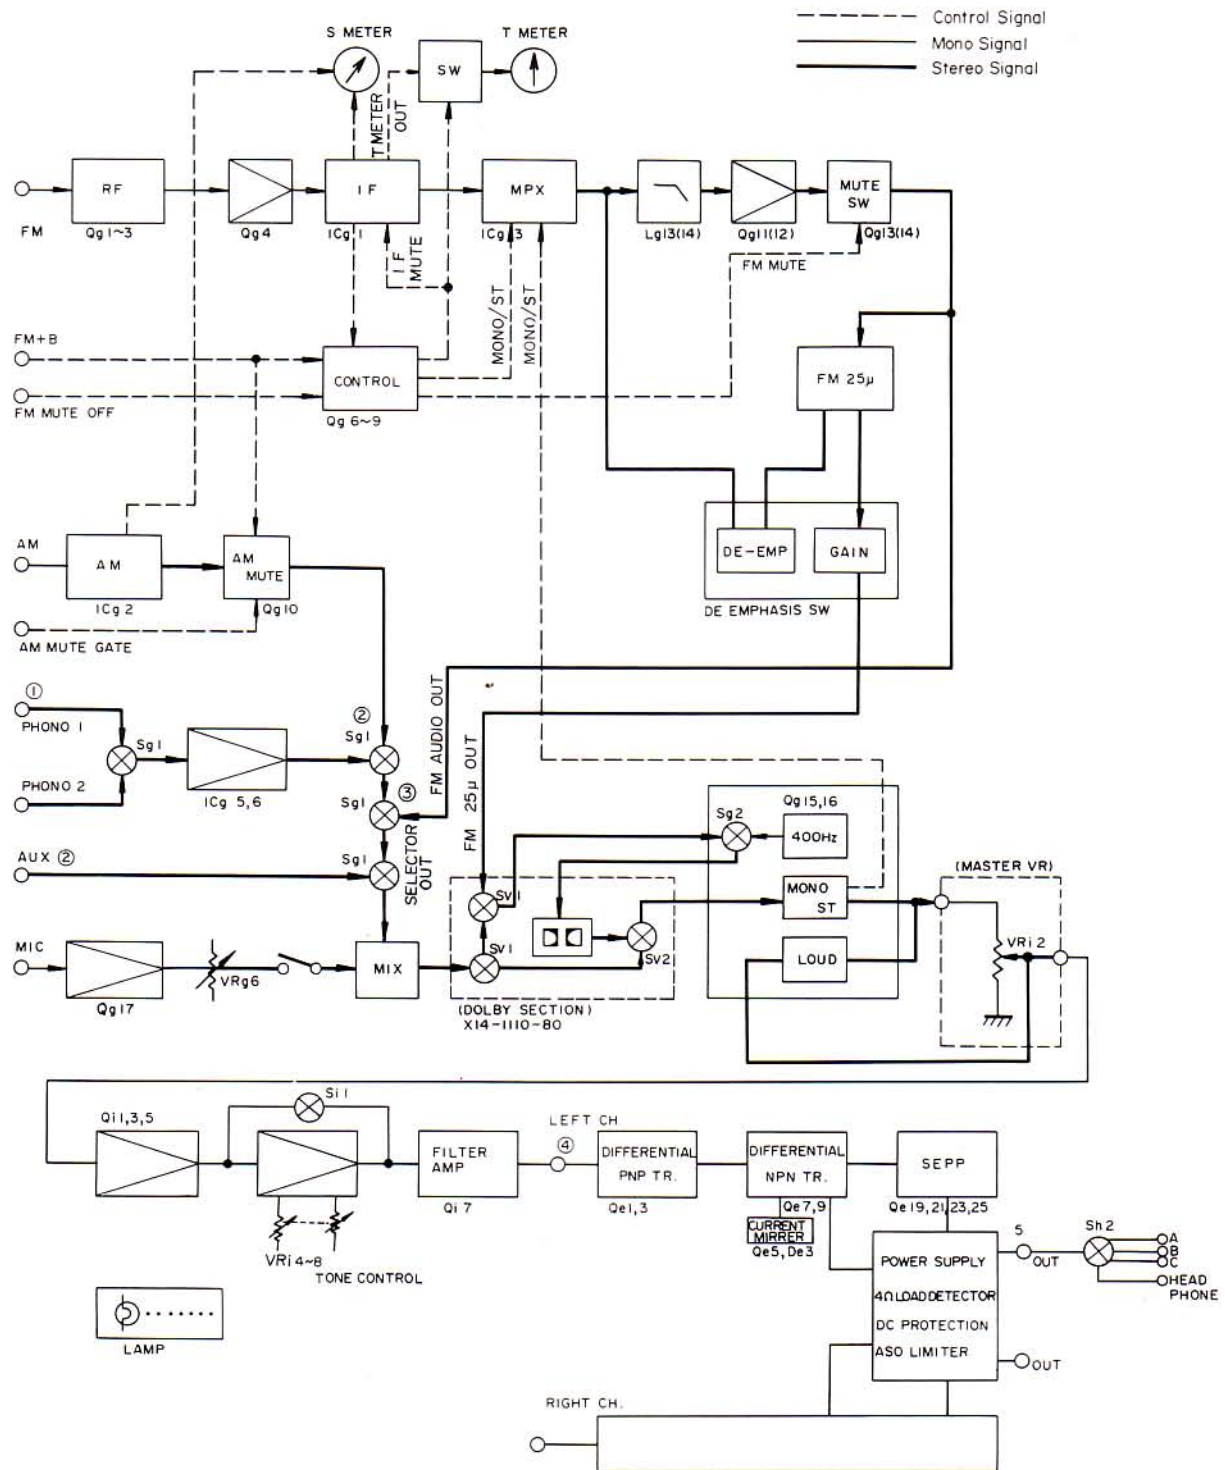 Control Signal
Mono Signal
Stereo Signal
S METER
T METER
SW
T METER OUT
RF
IF
MPX
MUTE
SW
FM
Qg1~3
Qg4
ICg 1
ICg 3
Lg13(14)
Qg11(12)
Qg13(14)
IF MUTE
MONO/ST
MONO/ST
FM MUTE
FM+B
CONTROL
FM 25μ
FM MUTE OFF
Qg 6~9
AM
AM
AM
MUTE
DE-EMP
GAIN
ICg 2
Qg10
DE EMPHASIS SW
AM MUTE GATE
①
PHONO 1
Sg1
②
Sg1
FM AUDIO OUT
FM 25μ OUT
PHONO 2
ICg 5,6
③
Sg1
Qg15,16
Sg2
400Hz
AUX ②
Sg1
SELECTOR OUT
(MASTER VR)
Sv1
MONO
ST
MIC
VRg6
MIX
Sv1
Sv2
LOUD
VRi2
Qg17
(DOLBY SECTION)
X14-1110-80
Qi1,3,5
Si1
LEFT CH
④
FILTER
AMP
DIFFERENTIAL
PNP TR.
DIFFERENTIAL
NPN TR.
SEPP
Qi7
Qe1,3
Qe7,9
Qe19,21,23,25
CURRENT
MIRRER
Qe5,De3
VRi4~8
TONE CONTROL
POWER SUPPLY
4ΩLOADDETECTOR
DC PROTECTION
ASO LIMITER
5
OUT
Sh2
A
B
C
HEAD
PHONE
LAMP
OUT
RIGHT CH.